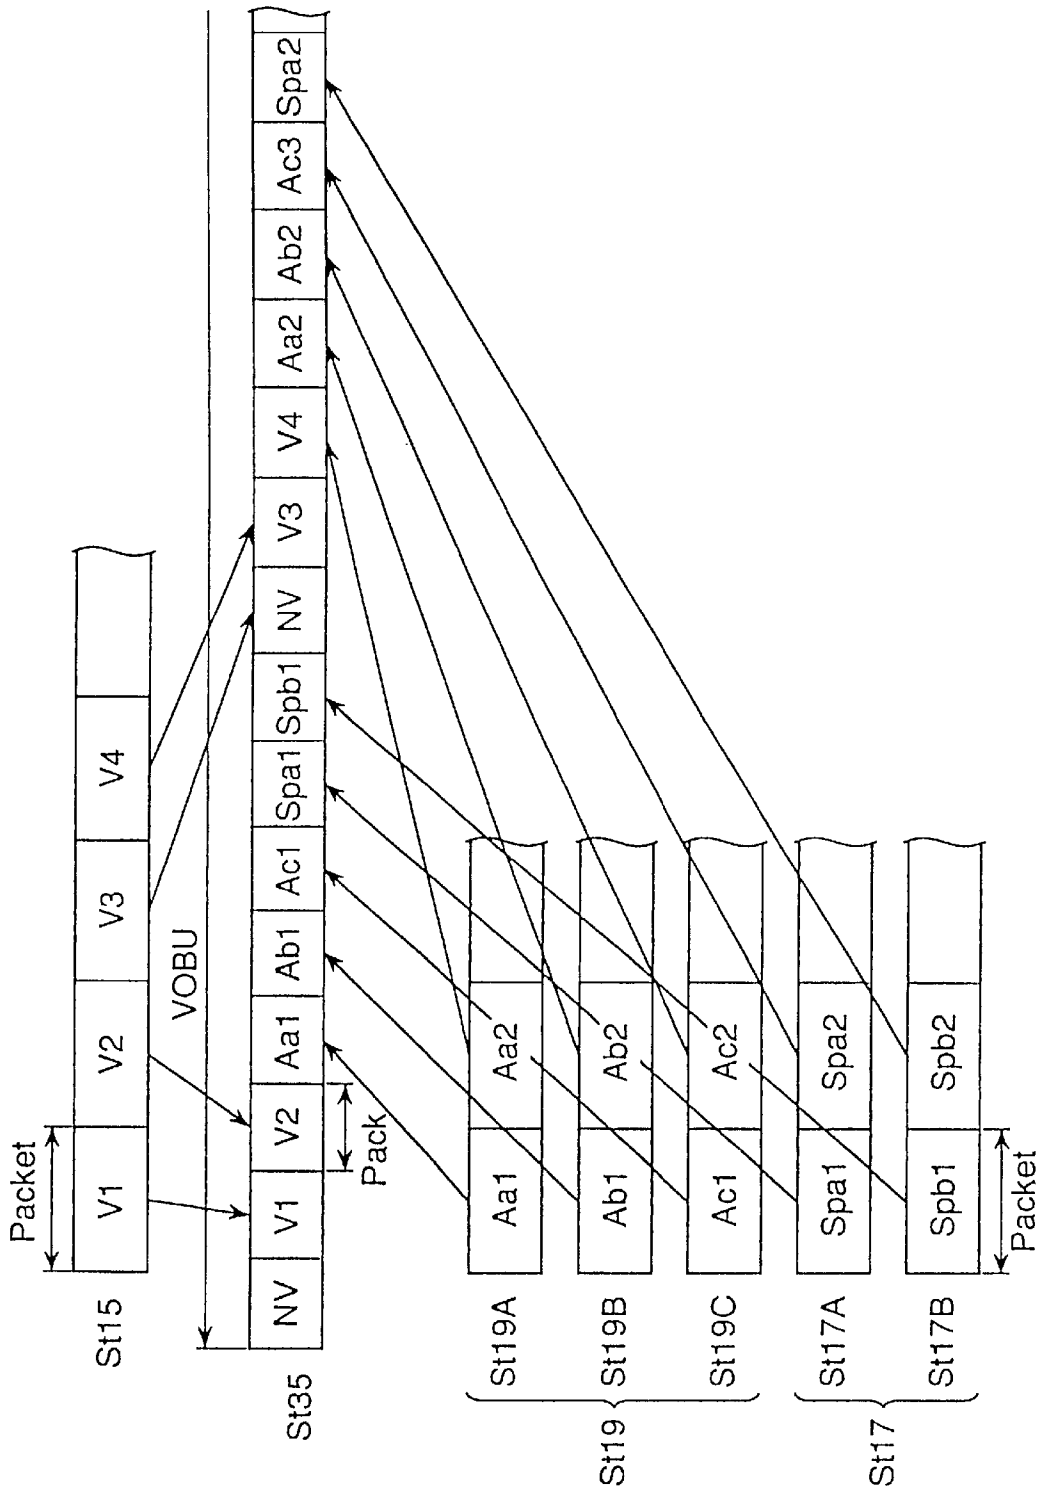 Packet
St15 V1 V2 V3 V4
VOBU
St35 NV V1 V2 Aa1 Ab1 Ac1 Spa1 Spb1 NV V3 V4 Aa2 Ab2 Ac3 Spa2
Pack
St19
St19A Aa1 Aa2
St19B Ab1 Ab2
St19C Ac1 Ac2
St17
St17A Spa1 Spa2
St17B Spb1 Spb2
Packet